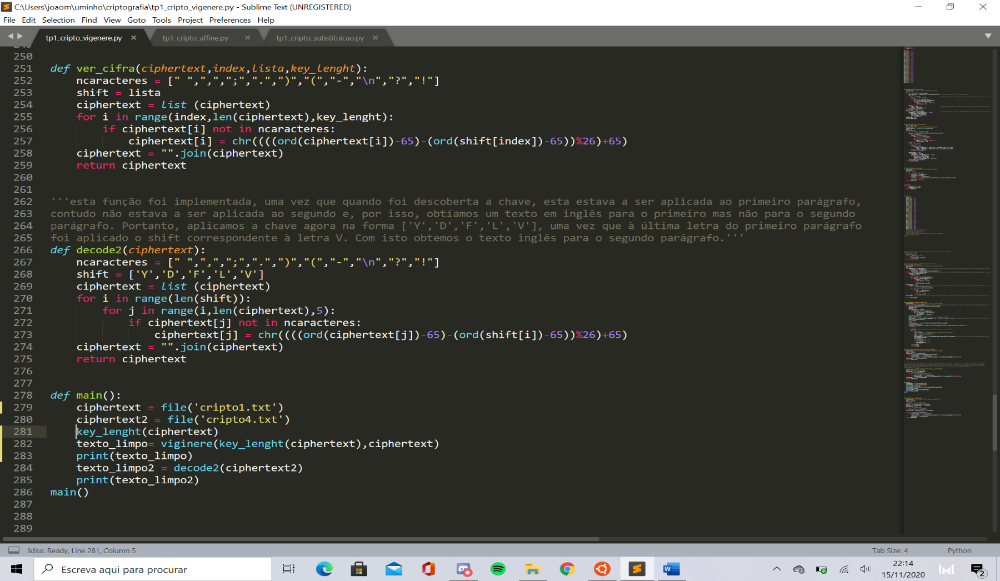 C:\Users\joaom\uminho\criptografia\tp1_cripto_vigenere.py - Sublime Text (UNREGISTERED)
File Edit Selection Find View Goto Tools Project Preferences Help
tp1_cripto_vigenere.py × tp1_cripto_affine.py × tp1_cripto_substituicao.py ×
250
251 def ver_cifra(ciphertext,index,lista,key_lenght):
252     ncaracteres = [" ",",",";",".",")","(","-","\n","?","!"]
253     shift = lista
254     ciphertext = list (ciphertext)
255     for i in range(index,len(ciphertext),key_lenght):
256         if ciphertext[i] not in ncaracteres:
257             ciphertext[i] = chr((((ord(ciphertext[i])-65)-(ord(shift[index])-65))%26)+65)
258     ciphertext = "".join(ciphertext)
259     return ciphertext
260
261
262 '''esta função foi implementada, uma vez que quando foi descoberta a chave, esta estava a ser aplicada ao primeiro parágrafo,
263 contudo não estava a ser aplicada ao segundo e, por isso, obtíamos um texto em inglês para o primeiro mas não para o segundo
264 parágrafo. Portanto, aplicamos a chave agora na forma ['Y','D','F','L','V'], uma vez que à última letra do primeiro parágrafo
265 foi aplicado o shift correspondente à letra V. Com isto obtemos o texto inglês para o segundo parágrafo.'''
266 def decode2(ciphertext):
267     ncaracteres = [" ",",",";",".",")","(","-","\n","?","!"]
268     shift = ['Y','D','F','L','V']
269     ciphertext = list (ciphertext)
270     for i in range(len(shift)):
271         for j in range(i,len(ciphertext),5):
272             if ciphertext[j] not in ncaracteres:
273                 ciphertext[j] = chr((((ord(ciphertext[j])-65)-(ord(shift[i])-65))%26)+65)
274     ciphertext = "".join(ciphertext)
275     return ciphertext
276
277
278 def main():
279     ciphertext = file('cripto1.txt')
280     ciphertext2 = file('cripto4.txt')
281     key_lenght(ciphertext)
282     texto_limpo= viginere(key_lenght(ciphertext),ciphertext)
283     print(texto_limpo)
284     texto_limpo2 = decode2(ciphertext2)
285     print(texto_limpo2)
286 main()
287
288
289
kite: Ready, Line 281, Column 5 Tab Size: 4 Python
Escreva aqui para procurar
22:14
15/11/2020
2